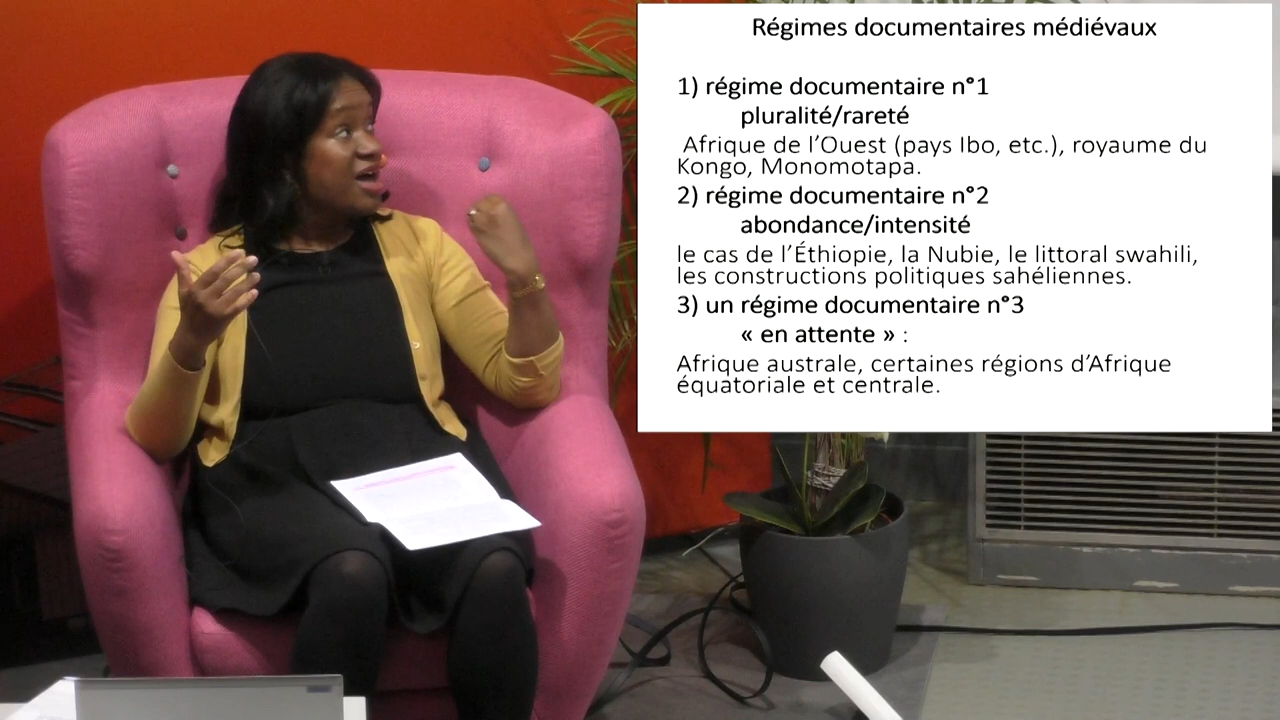 Régimes documentaires médiévaux
1) régime documentaire n°1
pluralité/rareté
Afrique de l’Ouest (pays Ibo, etc.), royaume du
Kongo, Monomotapa.
2) régime documentaire n°2
abondance/intensité
le cas de l’Éthiopie, la Nubie, le littoral swahili,
les constructions politiques sahéliennes.
3) un régime documentaire n°3
« en attente » :
Afrique australe, certaines régions d’Afrique
équatoriale et centrale.